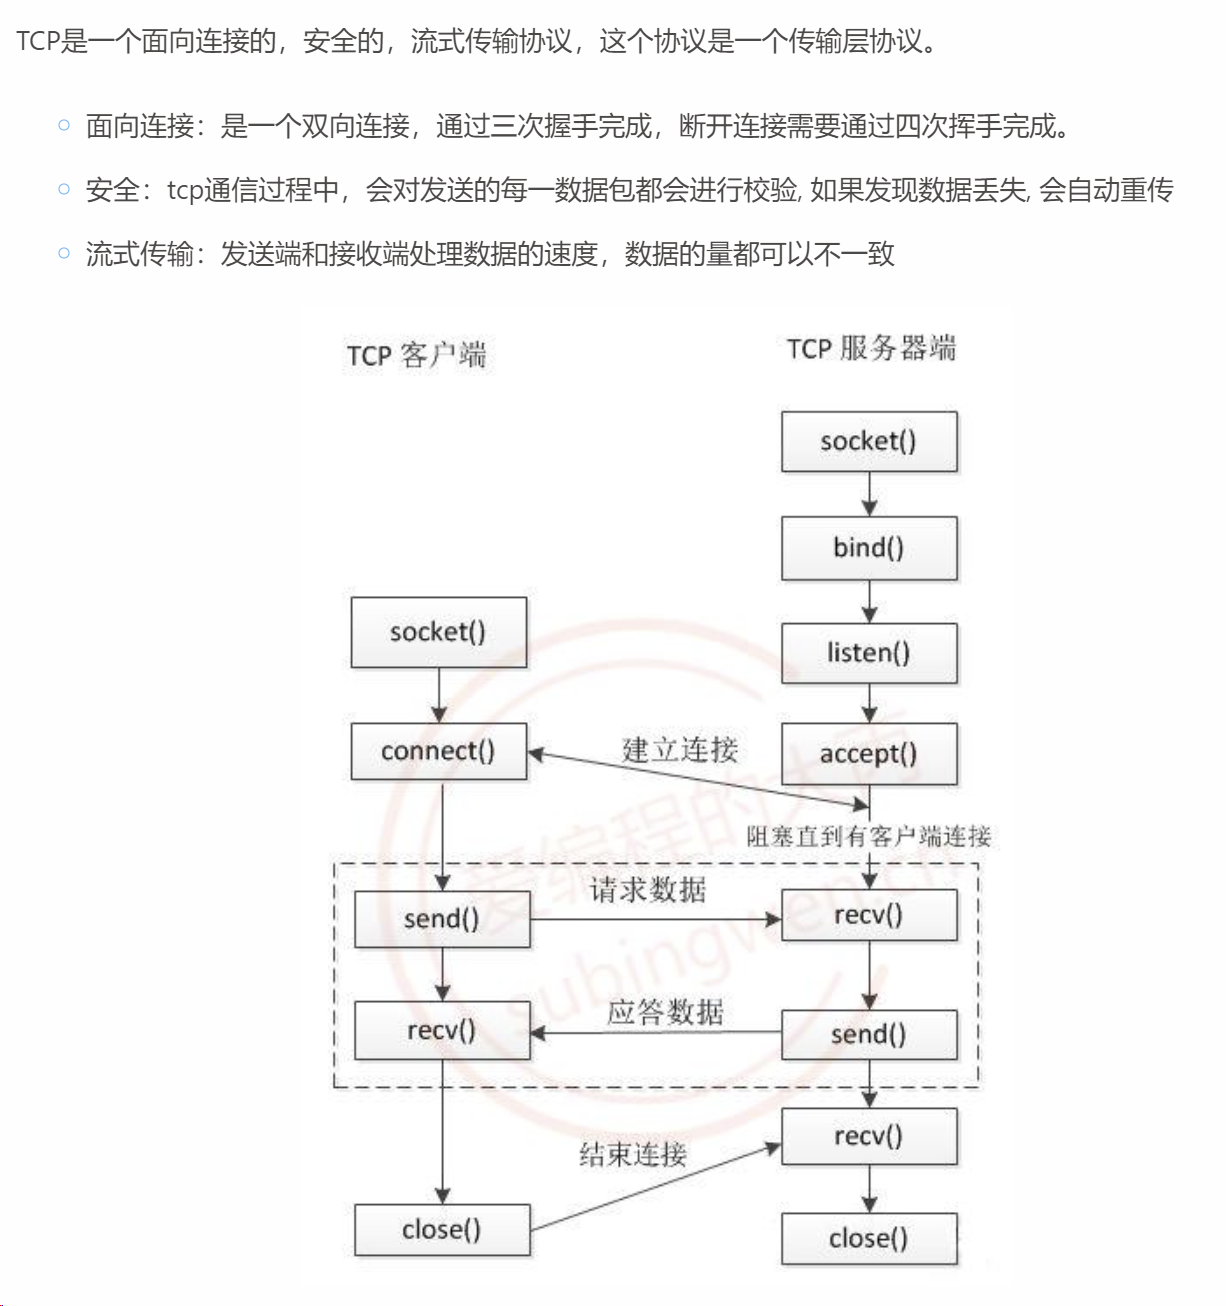 TCP是一个面向连接的，安全的，流式传输协议，这个协议是一个传输层协议。
面向连接：是一个双向连接，通过三次握手完成，断开连接需要通过四次挥手完成。
安全：tcp通信过程中，会对发送的每一数据包都会进行校验, 如果发现数据丢失, 会自动重传
流式传输：发送端和接收端处理数据的速度，数据的量都可以不一致
TCP 客户端
TCP 服务器端
socket()
bind()
socket()
listen()
connect()
建立连接
accept()
阻塞直到有客户端连接
请求数据
send()
recv()
应答数据
recv()
send()
recv()
结束连接
close()
close()
爱编程的大丙
subingwen.cn